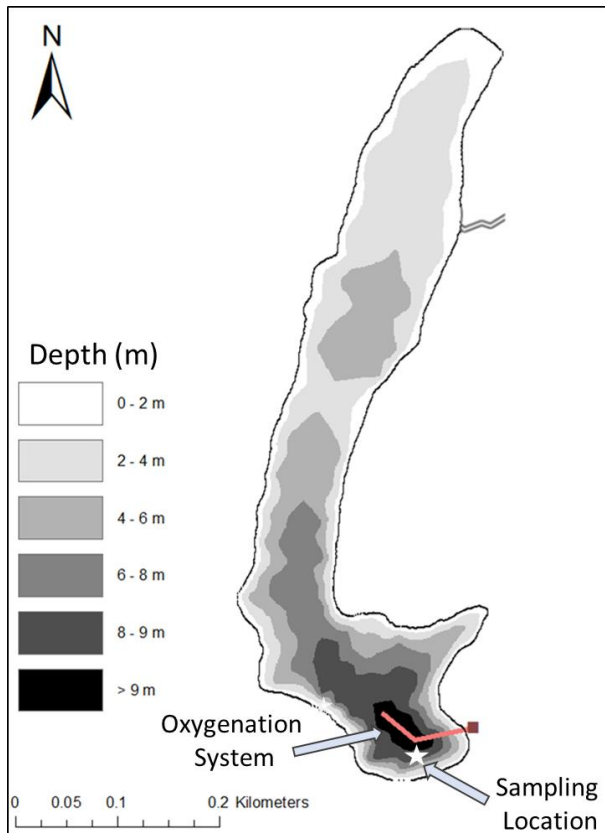 N
Depth (m)
0 - 2 m
2 - 4 m
4 - 6 m
6 - 8 m
8 - 9 m
> 9 m
Oxygenation
System
Sampling
Location
0 0.05 0.1 0.2 Kilometers